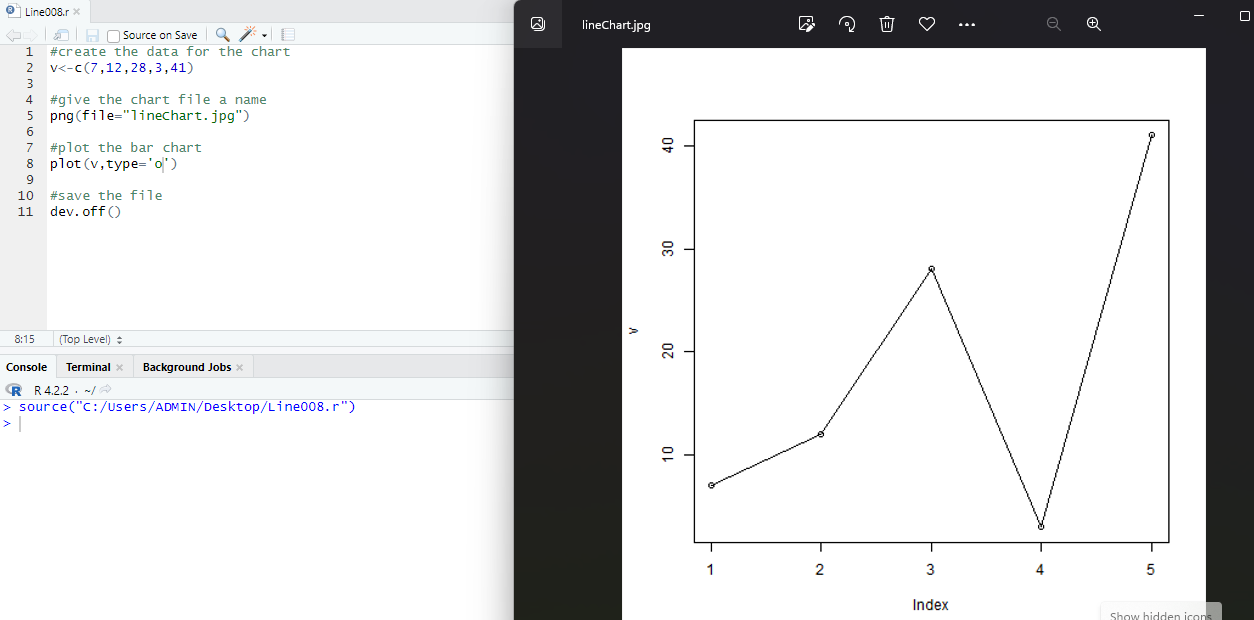 Line008.r
Source on Save
1 #create the data for the chart
2 v<-c(7,12,28,3,41)
3
4 #give the chart file a name
5 png(file="lineChart.jpg")
6
7 #plot the bar chart
8 plot(v,type='o')
9
10 #save the file
11 dev.off()
8:15 (Top Level)
Console Terminal Background Jobs
R 4.2.2 · ~/
> source("C:/Users/ADMIN/Desktop/Line008.r")
>
lineChart.jpg
40
30
v
20
10
1 2 3 4 5
Index
Show hidden icons